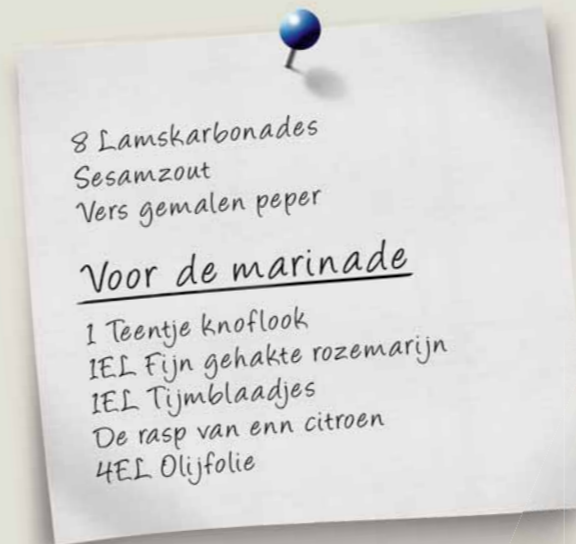 8 Lamskarbonades
Sesamzout
Vers gemalen peper
Voor de marinade
1 Teentje knoflook
1EL Fijn gehakte rozemarijn
1EL Tijmblaadjes
De rasp van enn citroen
4EL Olijfolie